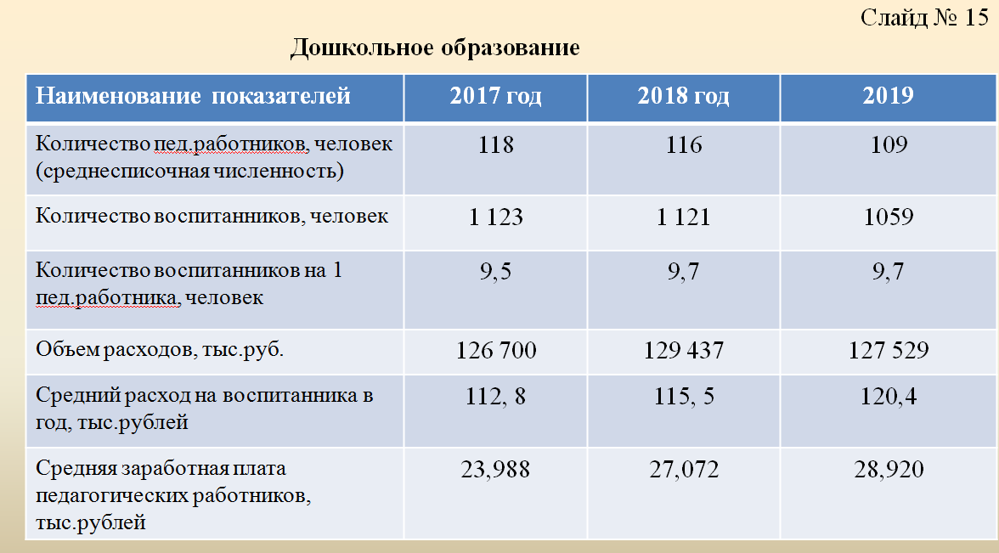 Слайд № 15
Дошкольное образование
Наименование показателей 2017 год 2018 год 2019
Количество пед.работников, человек 118 116 109
(среднесписочная численность)
Количество воспитанников, человек 1 123 1 121 1059
Количество воспитанников на 1 9,5 9,7 9,7
пед.работника, человек
Объем расходов, тыс.руб. 126 700 129 437 127 529
Средний расход на воспитанника в 112, 8 115, 5 120,4
год, тыс.рублей
Средняя заработная плата 23,988 27,072 28,920
педагогических работников,
тыс.рублей